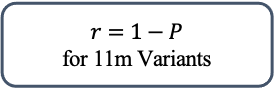 r = 1 − P
for 11m Variants